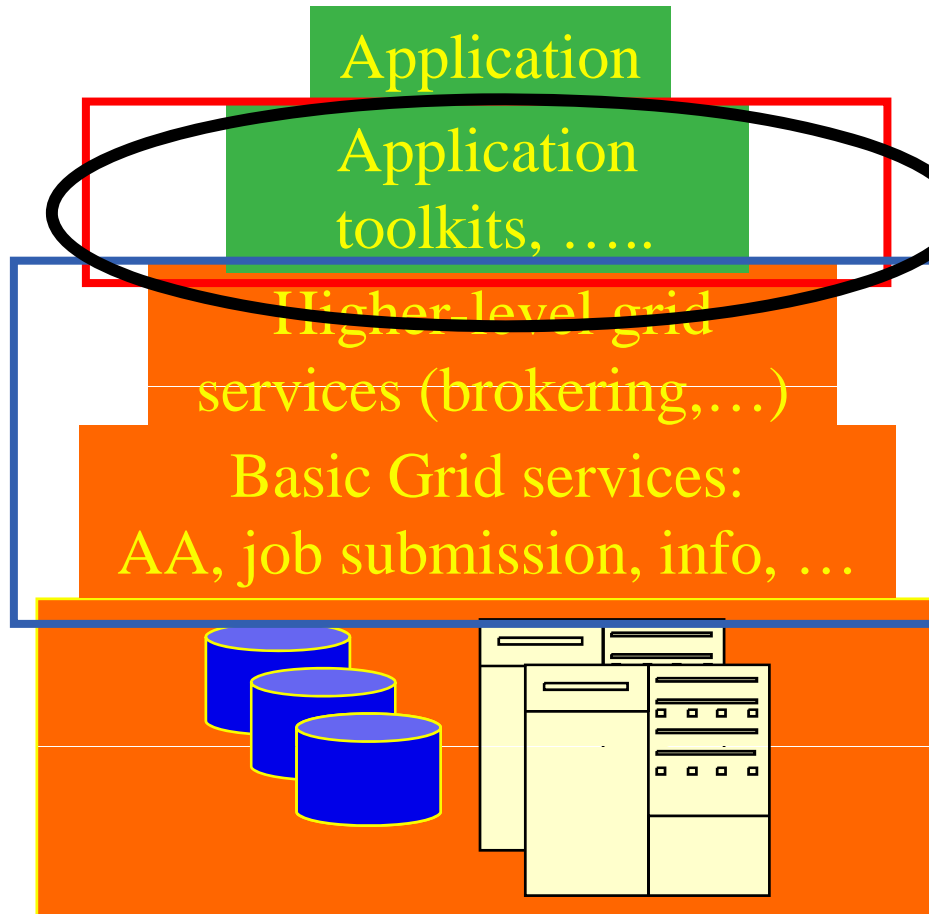 Application
Application
toolkits, …..
Higher-level grid
services (brokering,…)
Basic Grid services:
AA, job submission, info, …